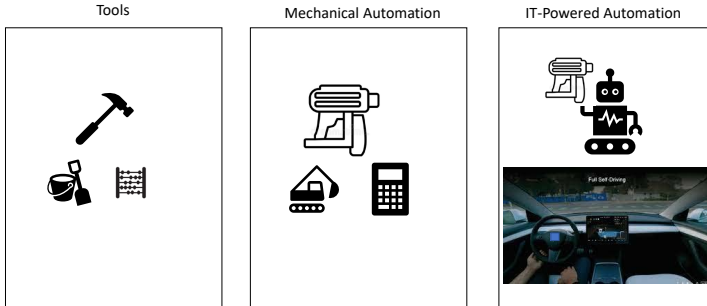 Tools
Mechanical Automation
IT-Powered Automation
Full Self-Driving